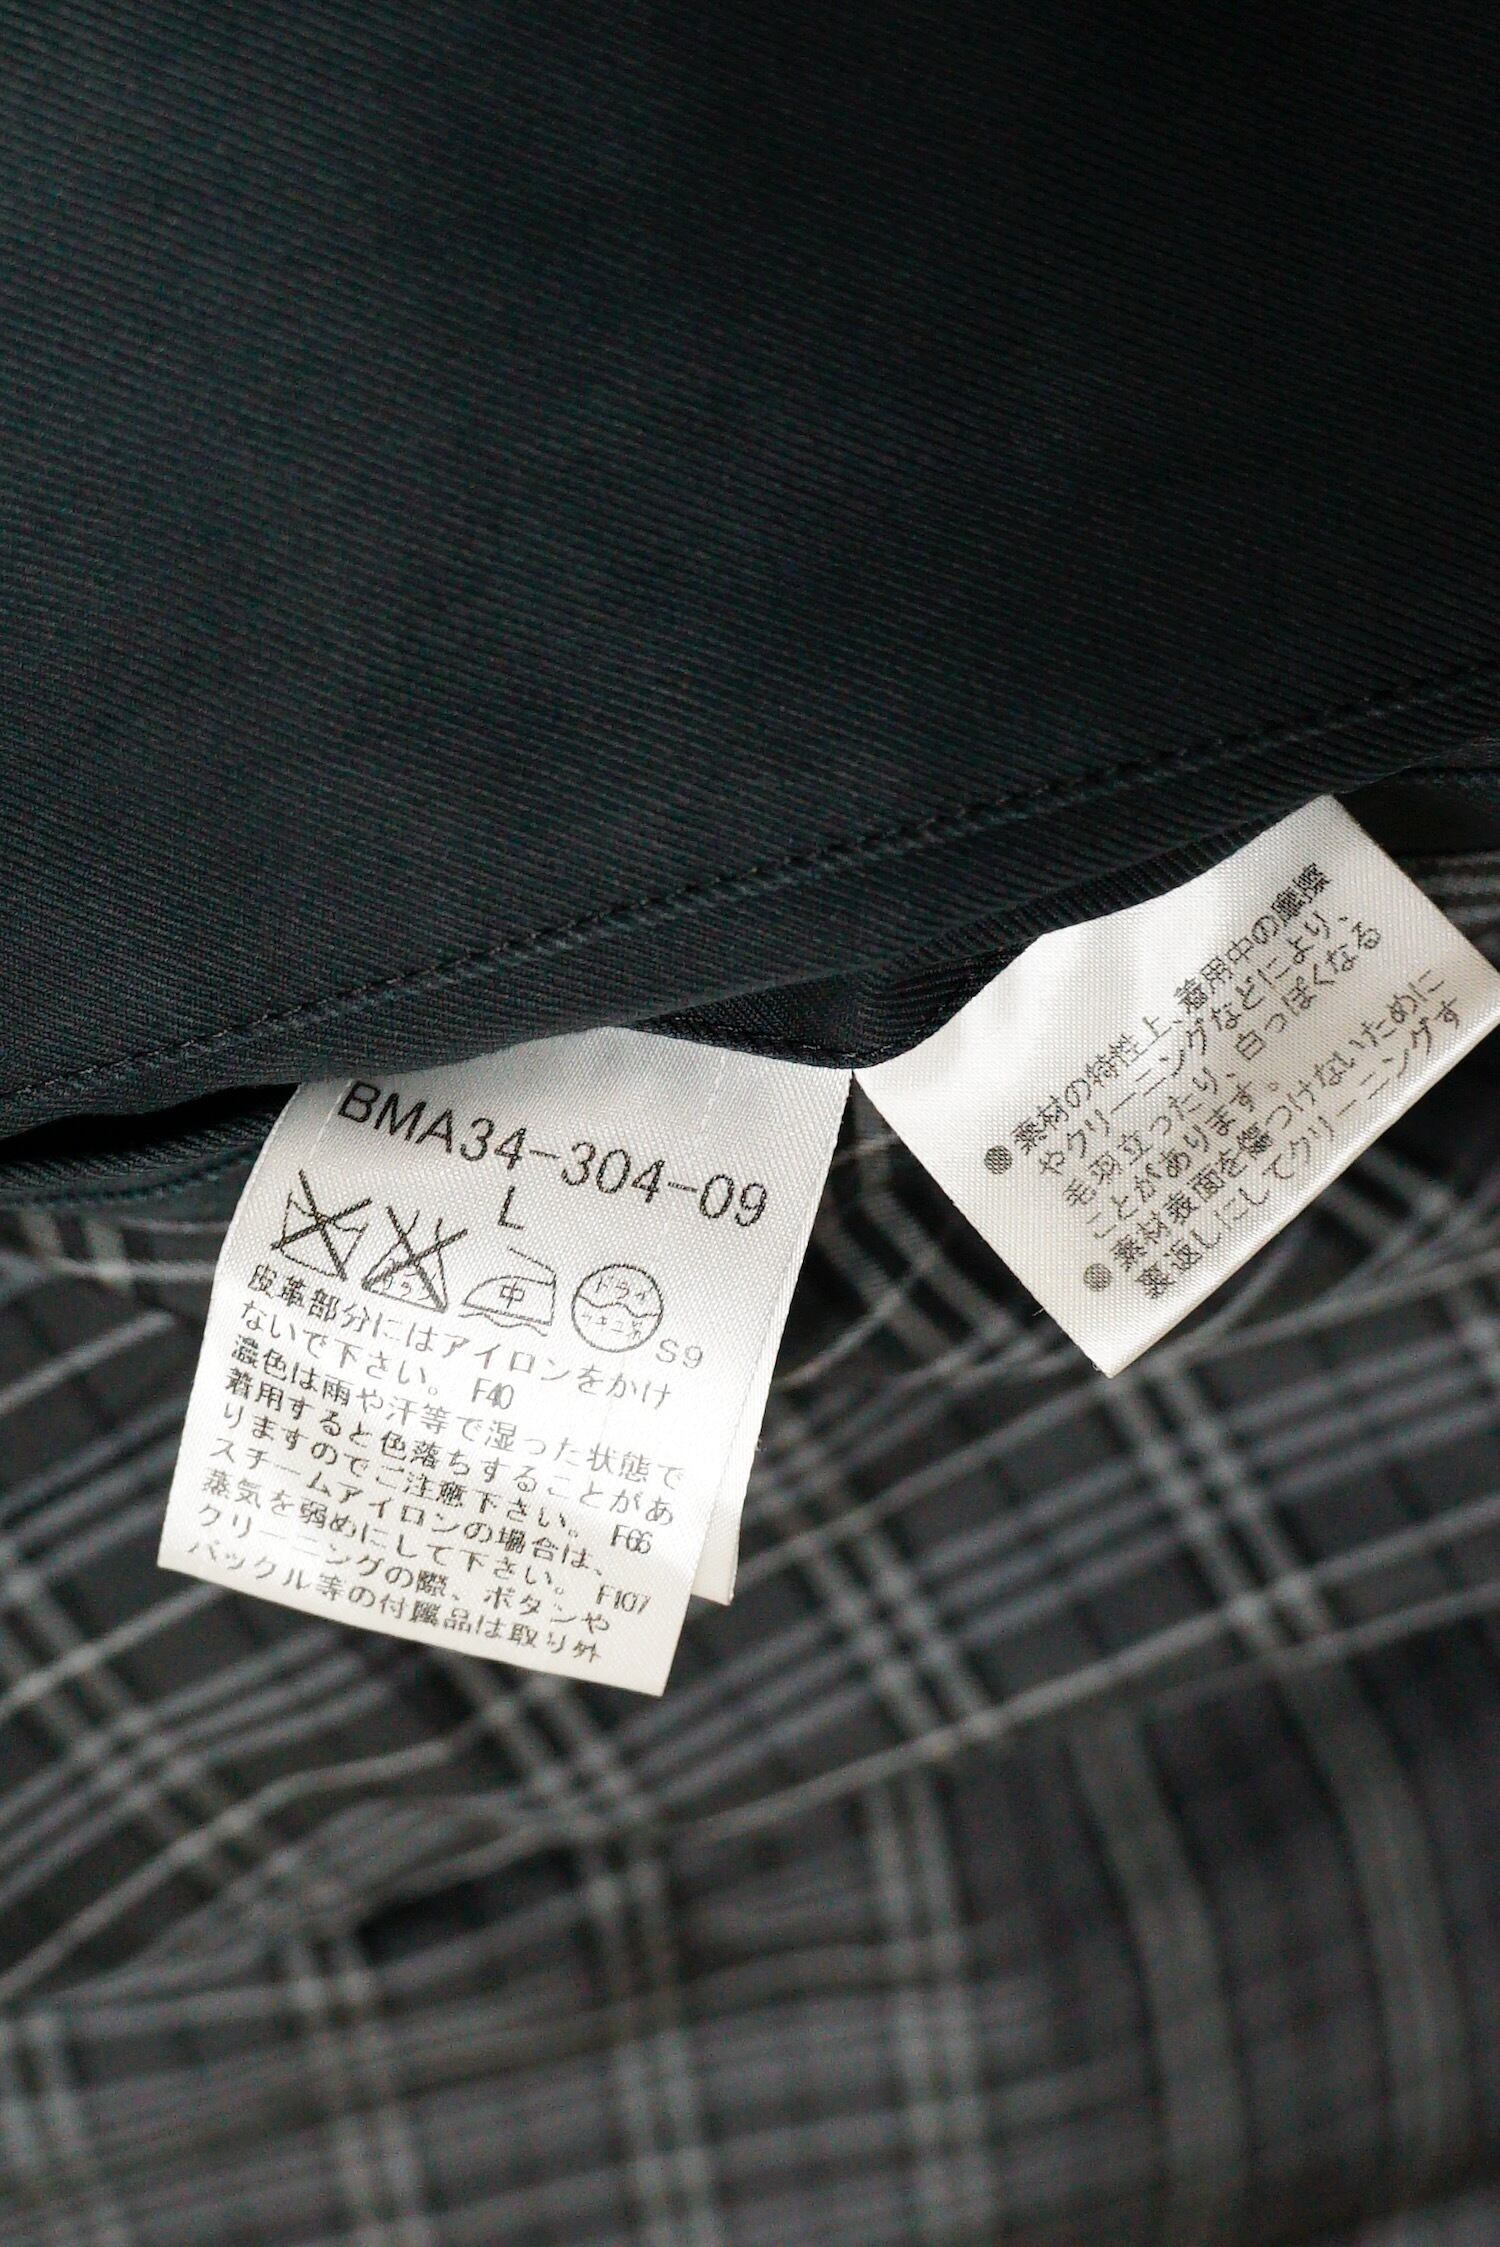 BMA34-304-09
L
中
ドライ
セキユ系
S9
皮革部分にはアイロンをかけ
ないで下さい。 F40
濃色は雨や汗等で湿った状態で
着用すると色落ちすることがあ
りますのでご注意下さい。 F66
スチームアイロンの場合は、
蒸気を弱めにして下さい。 F107
クリーニングの際、ボタンや
バックル等の付属品は取り外
●素材の特性上、着用中の摩擦
やクリーニングなどにより、
毛羽立ったり、白っぽくなる
ことがあります。
●素材表面を傷つけないために
裏返しにしてクリーニングす